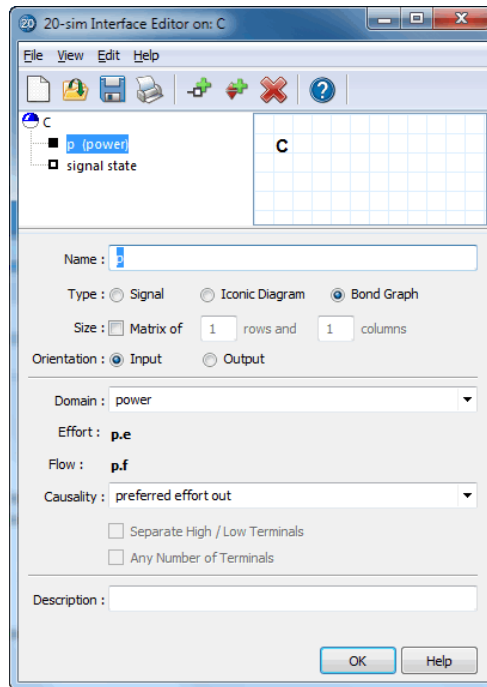 20-sim Interface Editor on: C
File View Edit Help
C
p (power)
signal state
C
Name : p
Type : Signal Iconic Diagram Bond Graph
Size : Matrix of 1 rows and 1 columns
Orientation : Input Output
Domain : power
Effort : p.e
Flow : p.f
Causality : preferred effort out
Separate High / Low Terminals
Any Number of Terminals
Description :
OK Help